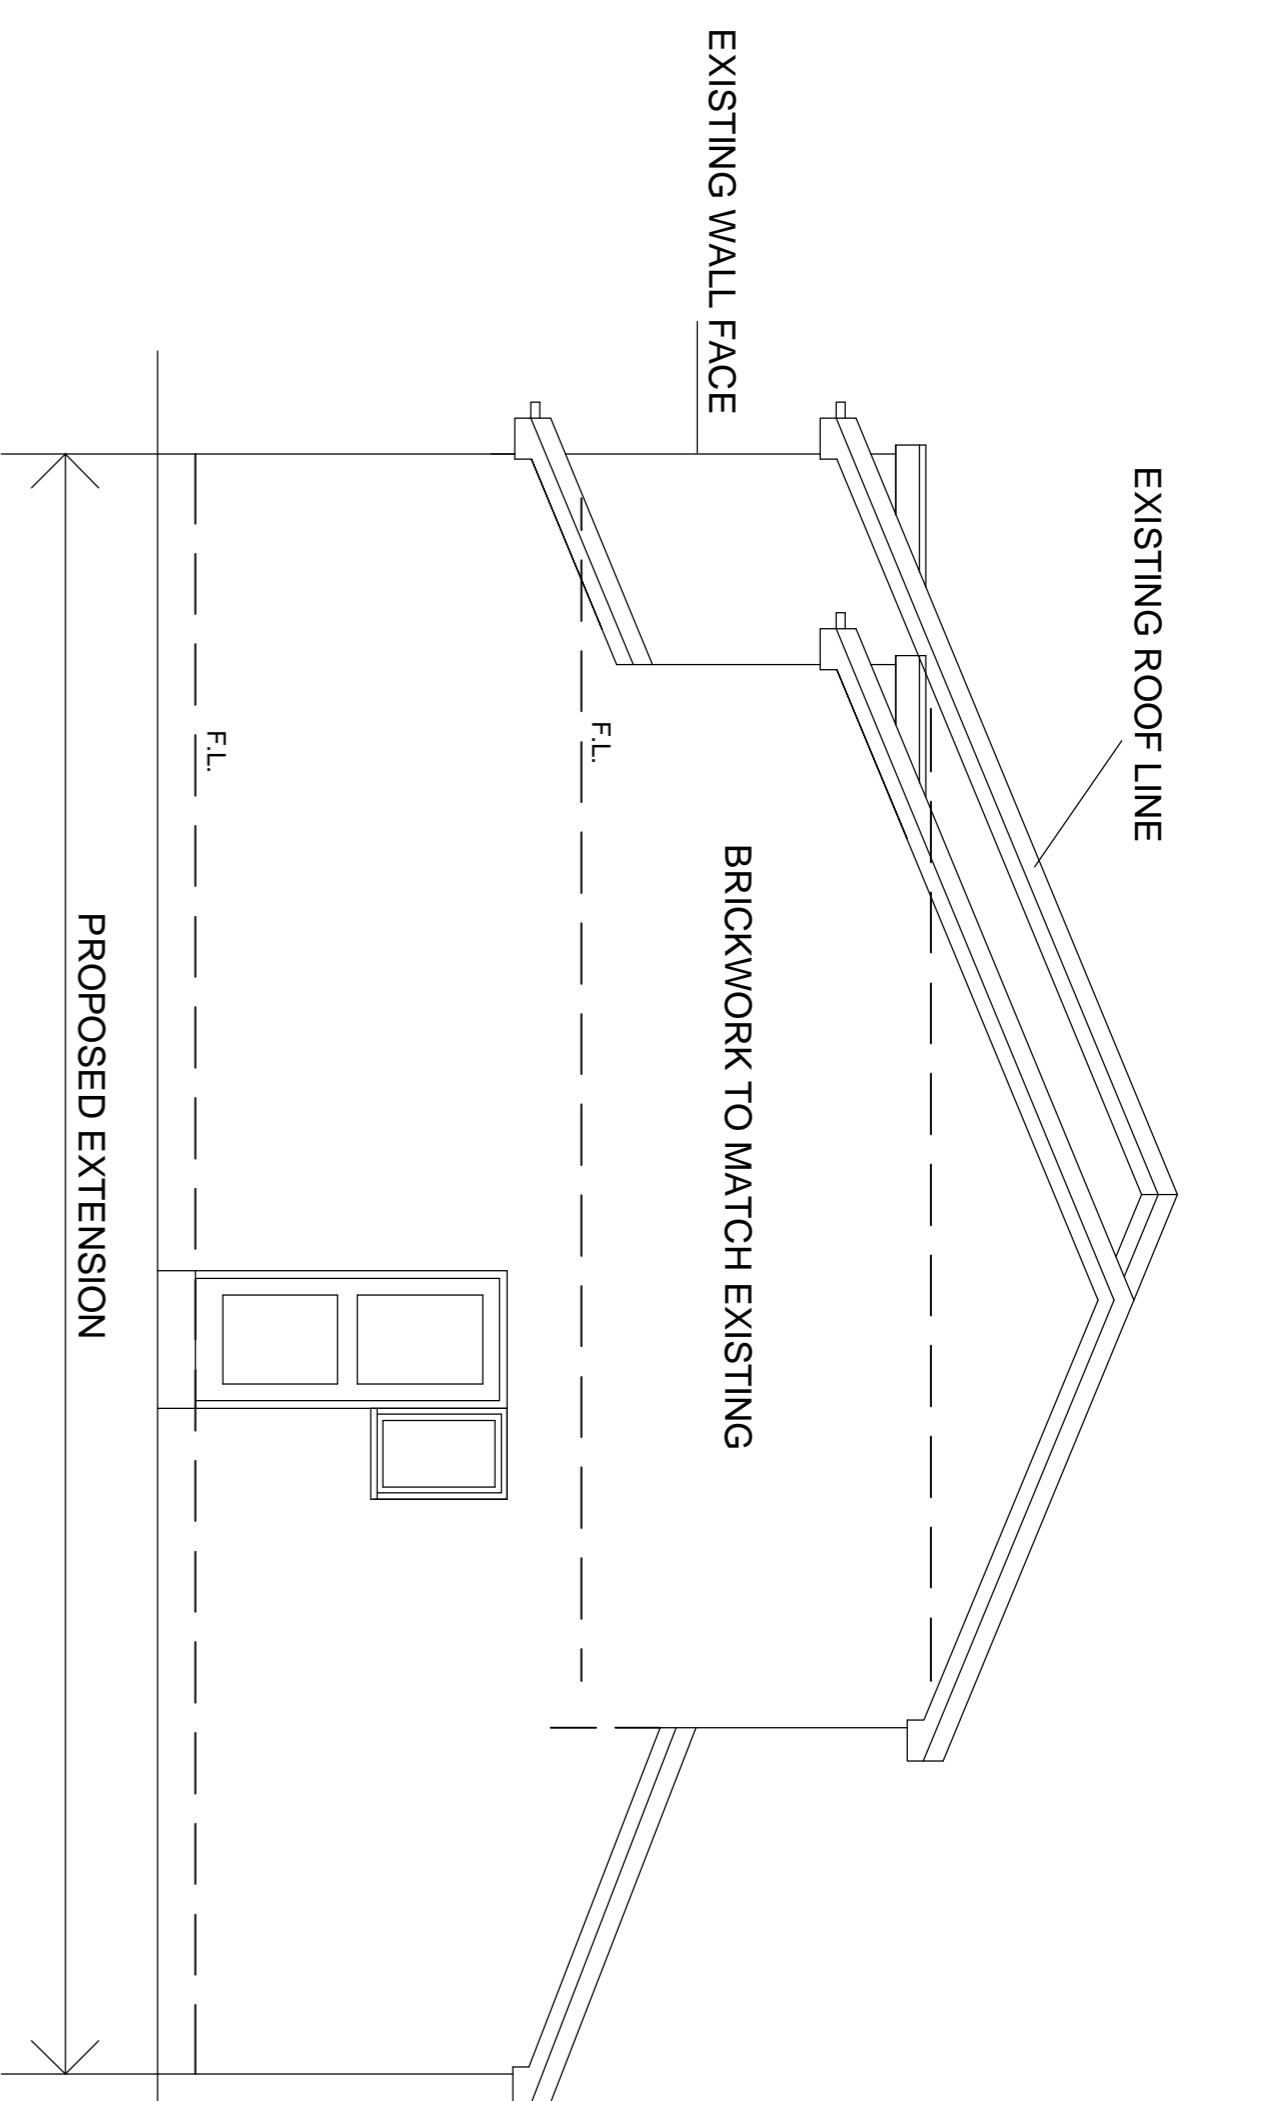 EXISTING ROOF LINE
EXISTING WALL FACE
BRICKWORK TO MATCH EXISTING
F.L.
F.L.
PROPOSED EXTENSION